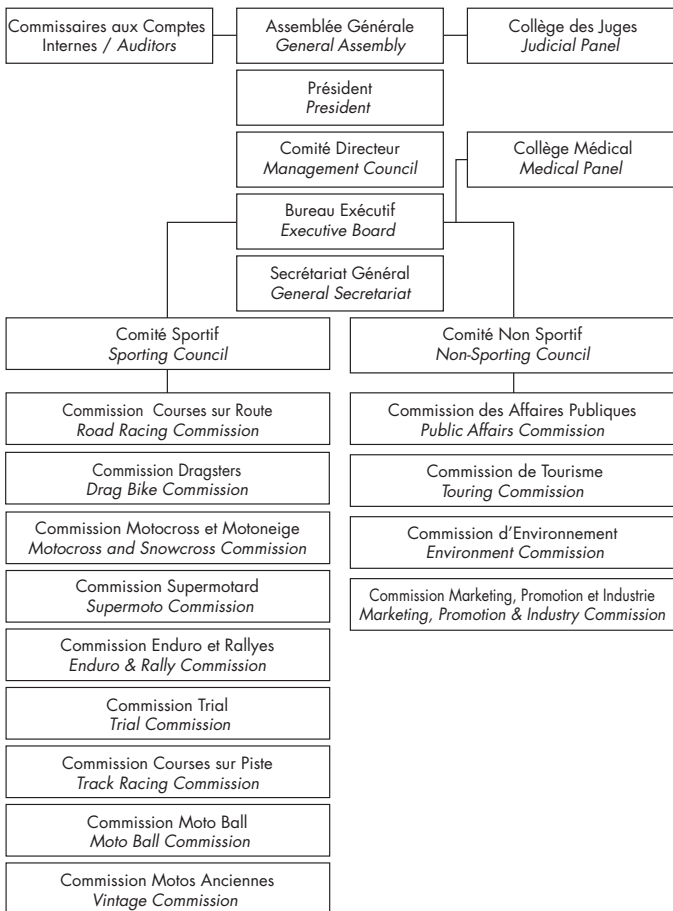 Commissaires aux Comptes
Internes / Auditors
Assemblée Générale
General Assembly
Collège des Juges
Judicial Panel
Président
President
Comité Directeur
Management Council
Collège Médical
Medical Panel
Bureau Exécutif
Executive Board
Secrétariat Général
General Secretariat
Comité Sportif
Sporting Council
Comité Non Sportif
Non-Sporting Council
Commission Courses sur Route
Road Racing Commission
Commission des Affaires Publiques
Public Affairs Commission
Commission Dragsters
Drag Bike Commission
Commission de Tourisme
Touring Commission
Commission Motocross et Motoneige
Motocross and Snowcross Commission
Commission d'Environnement
Environment Commission
Commission Supermotard
Supermoto Commission
Commission Marketing, Promotion et Industrie
Marketing, Promotion & Industry Commission
Commission Enduro et Rallyes
Enduro & Rally Commission
Commission Trial
Trial Commission
Commission Courses sur Piste
Track Racing Commission
Commission Moto Ball
Moto Ball Commission
Commission Motos Anciennes
Vintage Commission